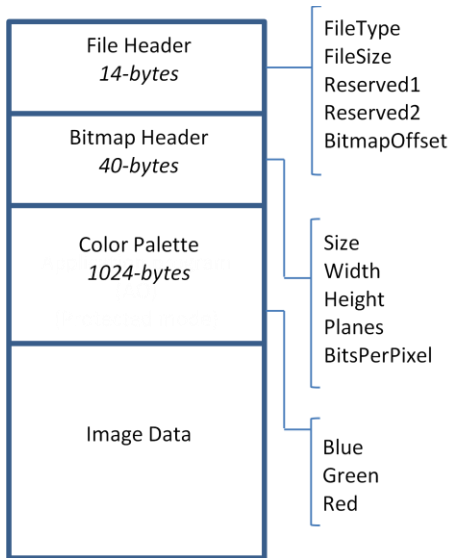 File Header
14-bytes
Bitmap Header
40-bytes
Color Palette
1024-bytes
Image Data
FileType
FileSize
Reserved1
Reserved2
BitmapOffset
Size
Width
Height
Planes
BitsPerPixel
Blue
Green
Red